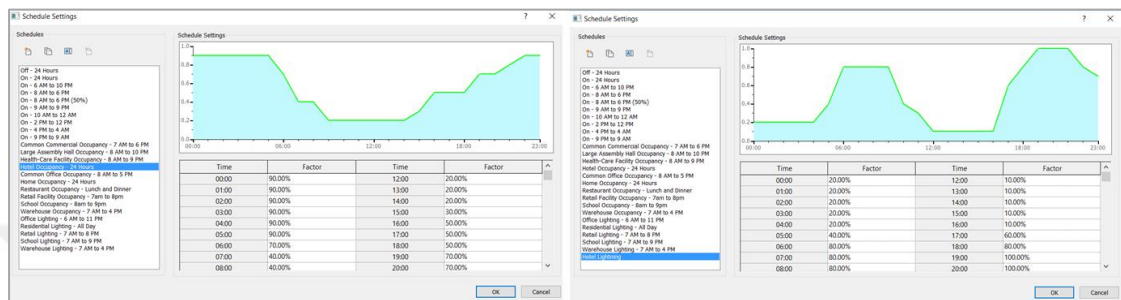 Schedule Settings ? ×
Schedules
Off - 24 Hours
On - 24 Hours
On - 6 AM to 10 PM
On - 8 AM to 6 PM
On - 8 AM to 6 PM (50%)
On - 9 AM to 9 PM
On - 10 AM to 12 AM
On - 2 PM to 12 PM
On - 4 PM to 4 AM
On - 9 PM to 9 AM
Common Commercial Occupancy - 7 AM to 6 PM
Large Assembly Hall Occupancy - 8 AM to 10 PM
Health-Care Facility Occupancy - 8 AM to 9 PM
Hotel Occupancy - 24 Hours
Common Office Occupancy - 8 AM to 5 PM
Home Occupancy - 24 Hours
Restaurant Occupancy - Lunch and Dinner
Retail Facility Occupancy - 7am to 8pm
School Occupancy - 8am to 9pm
Warehouse Occupancy - 7 AM to 4 PM
Office Lighting - 6 AM to 11 PM
Residential Lighting - All Day
Retail Lighting - 7 AM to 8 PM
School Lighting - 7 AM to 9 PM
Warehouse Lighting - 7 AM to 4 PM
Schedule Settings
1.0
0.8
0.6
0.4
0.2
0.0
00:00 06:00 12:00 18:00 23:00
Time Factor Time Factor
00:00 90.00% 12:00 20.00%
01:00 90.00% 13:00 20.00%
02:00 90.00% 14:00 20.00%
03:00 90.00% 15:00 30.00%
04:00 90.00% 16:00 50.00%
05:00 90.00% 17:00 50.00%
06:00 70.00% 18:00 50.00%
07:00 40.00% 19:00 70.00%
08:00 40.00% 20:00 70.00%
OK Cancel
Schedule Settings ? ×
Schedules
Off - 24 Hours
On - 24 Hours
On - 6 AM to 10 PM
On - 8 AM to 6 PM
On - 8 AM to 6 PM (50%)
On - 9 AM to 9 PM
On - 10 AM to 12 AM
On - 2 PM to 12 PM
On - 4 PM to 4 AM
On - 9 PM to 9 AM
Common Commercial Occupancy - 7 AM to 6 PM
Large Assembly Hall Occupancy - 8 AM to 10 PM
Health-Care Facility Occupancy - 8 AM to 9 PM
Hotel Occupancy - 24 Hours
Common Office Occupancy - 8 AM to 5 PM
Home Occupancy - 24 Hours
Restaurant Occupancy - Lunch and Dinner
Retail Facility Occupancy - 7am to 8pm
School Occupancy - 8am to 9pm
Warehouse Occupancy - 7 AM to 4 PM
Office Lighting - 6 AM to 11 PM
Residential Lighting - All Day
Retail Lighting - 7 AM to 8 PM
School Lighting - 7 AM to 9 PM
Warehouse Lighting - 7 AM to 4 PM
Hotel Lightning
Schedule Settings
1.0
0.8
0.6
0.4
0.2
0.0
00:00 06:00 12:00 18:00 23:00
Time Factor Time Factor
00:00 20.00% 12:00 10.00%
01:00 20.00% 13:00 10.00%
02:00 20.00% 14:00 10.00%
03:00 20.00% 15:00 10.00%
04:00 20.00% 16:00 10.00%
05:00 40.00% 17:00 60.00%
06:00 80.00% 18:00 80.00%
07:00 80.00% 19:00 100.00%
08:00 80.00% 20:00 100.00%
OK Cancel